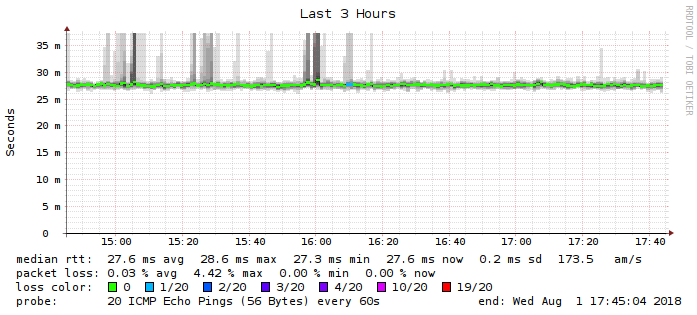 Last 3 Hours
RRDTOOL / TOBI OETIKER
Seconds
35 m
30 m
25 m
20 m
15 m
10 m
5 m
0
15:00 15:20 15:40 16:00 16:20 16:40 17:00 17:20 17:40
median rtt: 27.6 ms avg 28.6 ms max 27.3 ms min 27.6 ms now 0.2 ms sd 173.5 am/s
packet loss: 0.03 % avg 4.42 % max 0.00 % min 0.00 % now
loss color: 0 1/20 2/20 3/20 4/20 10/20 19/20
probe: 20 ICMP Echo Pings (56 Bytes) every 60s end: Wed Aug 1 17:45:04 2018